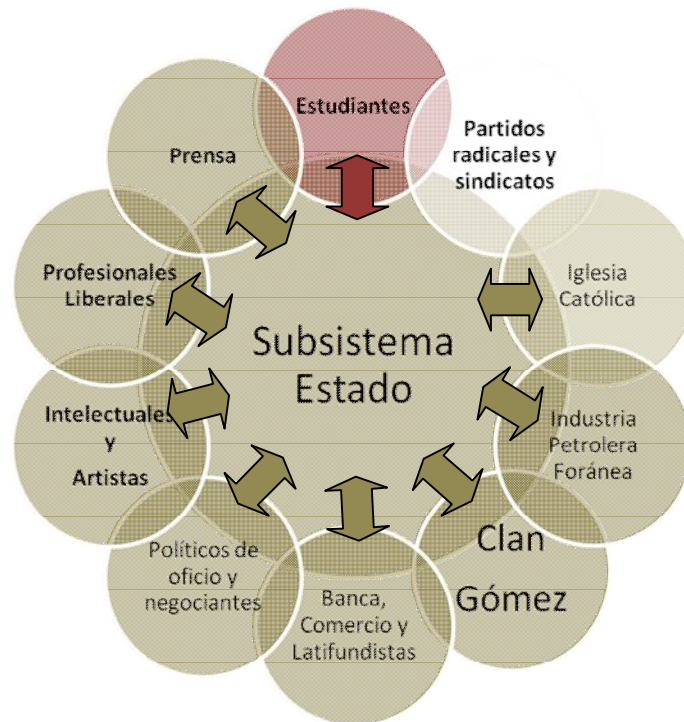 Estudiantes
Partidos
radicales y
sindicatos
Iglesia
Católica
Industria
Petrolera
Foránea
Clan
Gómez
Banca,
Comercio y
Latifundistas
Políticos de
oficio y
negociantes
Intelectuales
y
Artistas
Profesionales
Liberales
Prensa
Subsistema
Estado